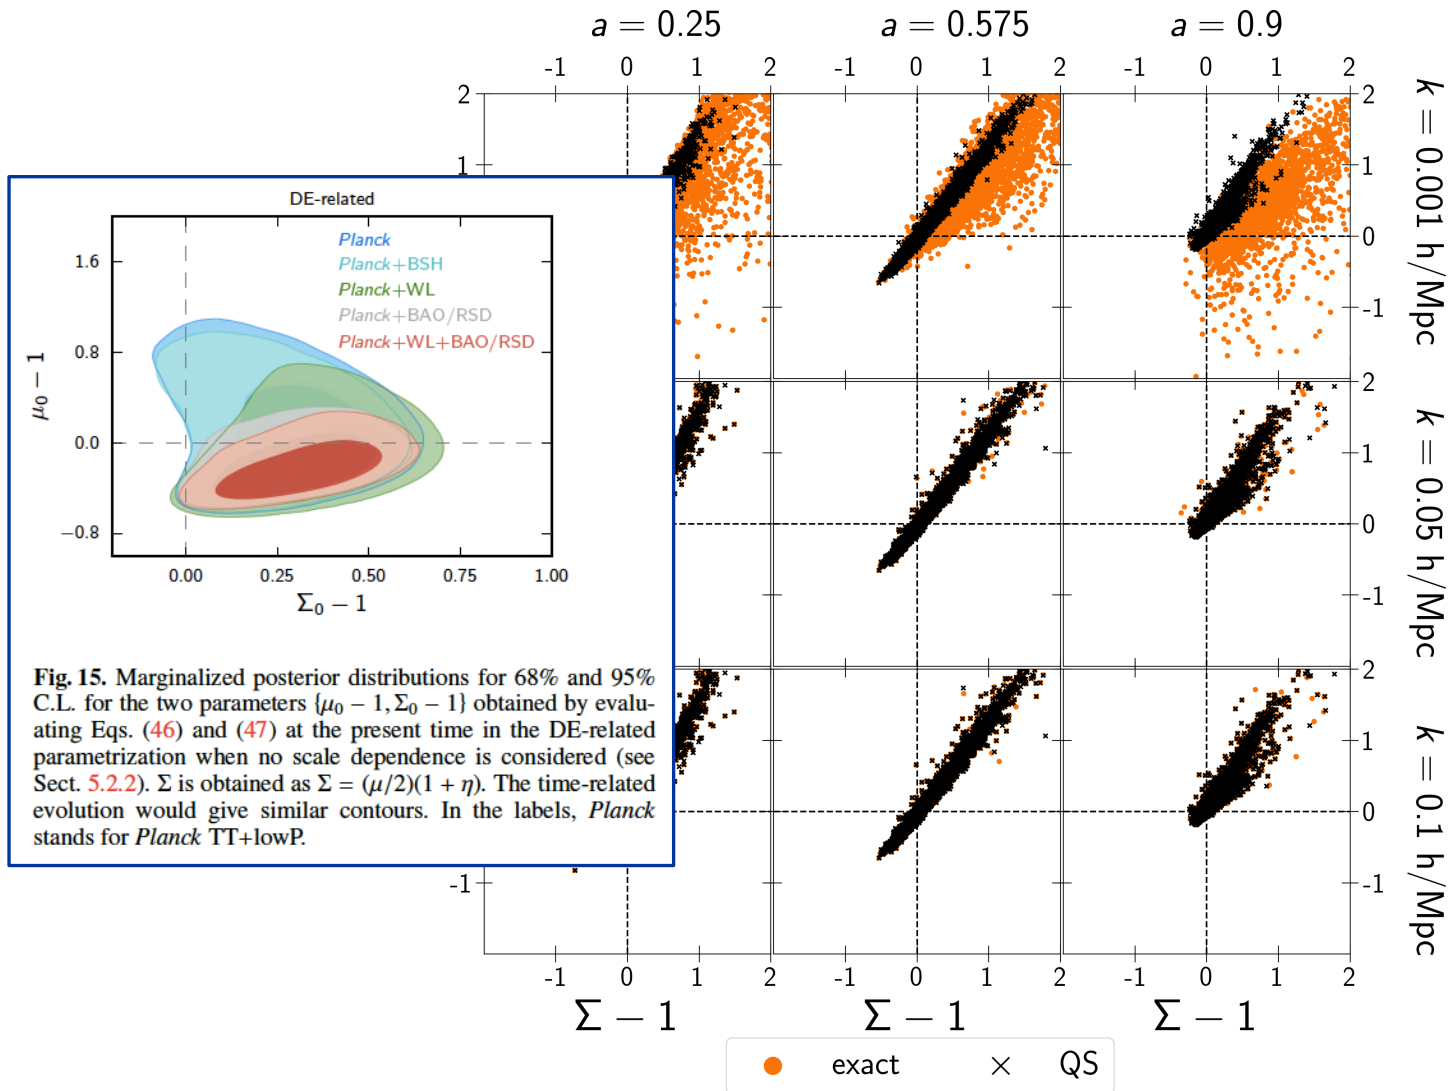 a = 0.25
a = 0.575
a = 0.9
-1 0 1 2
-1 0 1
-1 0 1 2
2
1
2
1
0
-1
k = 0.001 h/Mpc
DE-related
Planck
Planck+BSH
Planck+WL
Planck+BAO/RSD
Planck+WL+BAO/RSD
1.6
0.8
0.0
−0.8
μ₀ − 1
0.00 0.25 0.50 0.75 1.00
Σ₀ − 1
Fig. 15. Marginalized posterior distributions for 68% and 95%
C.L. for the two parameters {μ₀ − 1, Σ₀ − 1} obtained by evalu-
ating Eqs. (46) and (47) at the present time in the DE-related
parametrization when no scale dependence is considered (see
Sect. 5.2.2). Σ is obtained as Σ = (μ/2)(1 + η). The time-related
evolution would give similar contours. In the labels, Planck
stands for Planck TT+lowP.
2
1
0
-1
k = 0.05 h/Mpc
2
1
0
-1
k = 0.1 h/Mpc
-1
-1 0 1 2
-1 0 1 2
-1 0 1 2
Σ − 1
Σ − 1
Σ − 1
exact
QS